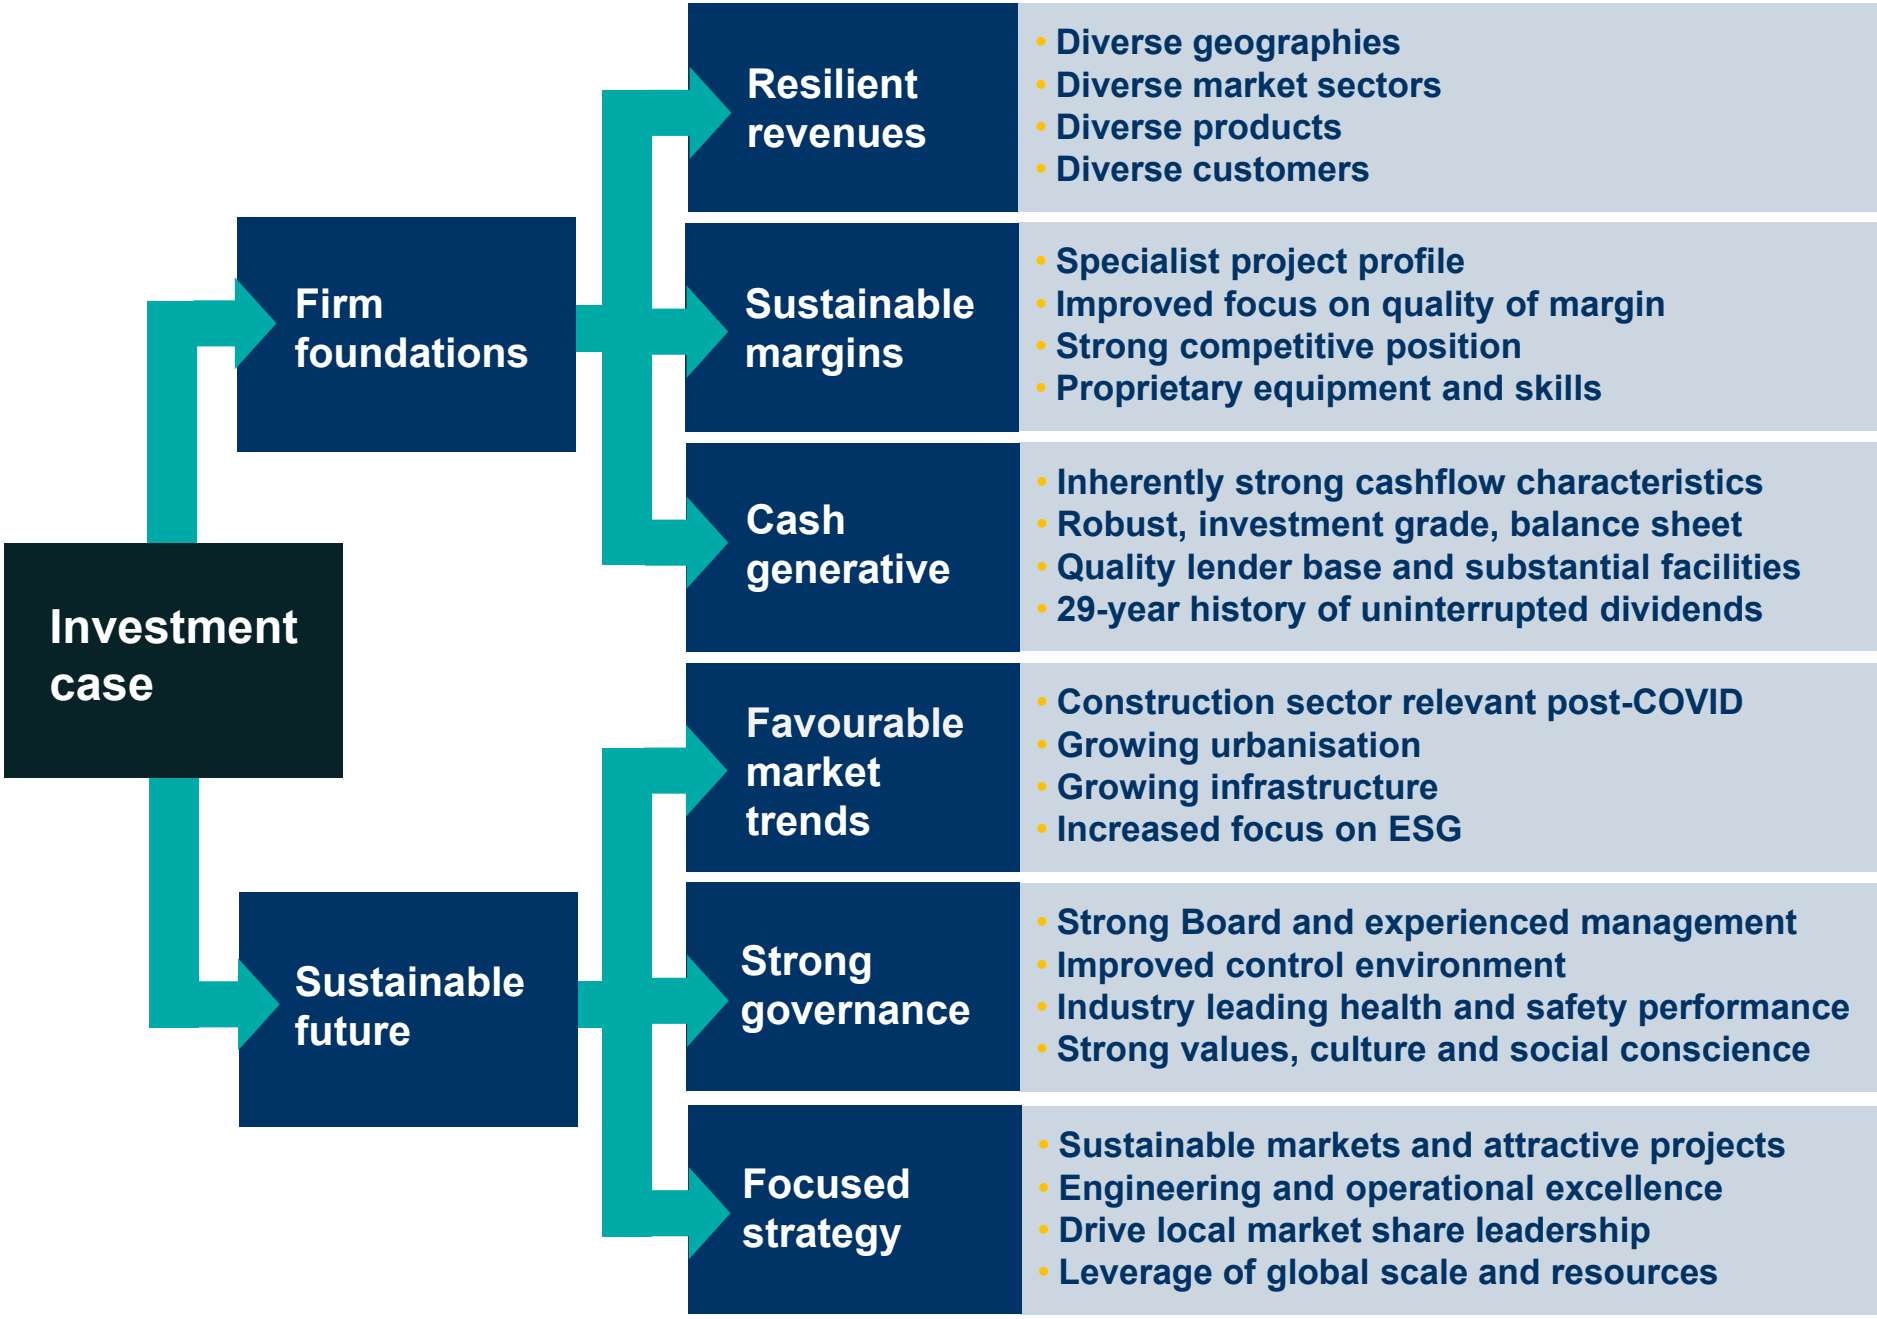 Investment
case
Firm
foundations
Resilient
revenues
• Diverse geographies
• Diverse market sectors
• Diverse products
• Diverse customers
Sustainable
margins
• Specialist project profile
• Improved focus on quality of margin
• Strong competitive position
• Proprietary equipment and skills
Cash
generative
• Inherently strong cashflow characteristics
• Robust, investment grade, balance sheet
• Quality lender base and substantial facilities
• 29-year history of uninterrupted dividends
Sustainable
future
Favourable
market
trends
• Construction sector relevant post-COVID
• Growing urbanisation
• Growing infrastructure
• Increased focus on ESG
Strong
governance
• Strong Board and experienced management
• Improved control environment
• Industry leading health and safety performance
• Strong values, culture and social conscience
Focused
strategy
• Sustainable markets and attractive projects
• Engineering and operational excellence
• Drive local market share leadership
• Leverage of global scale and resources